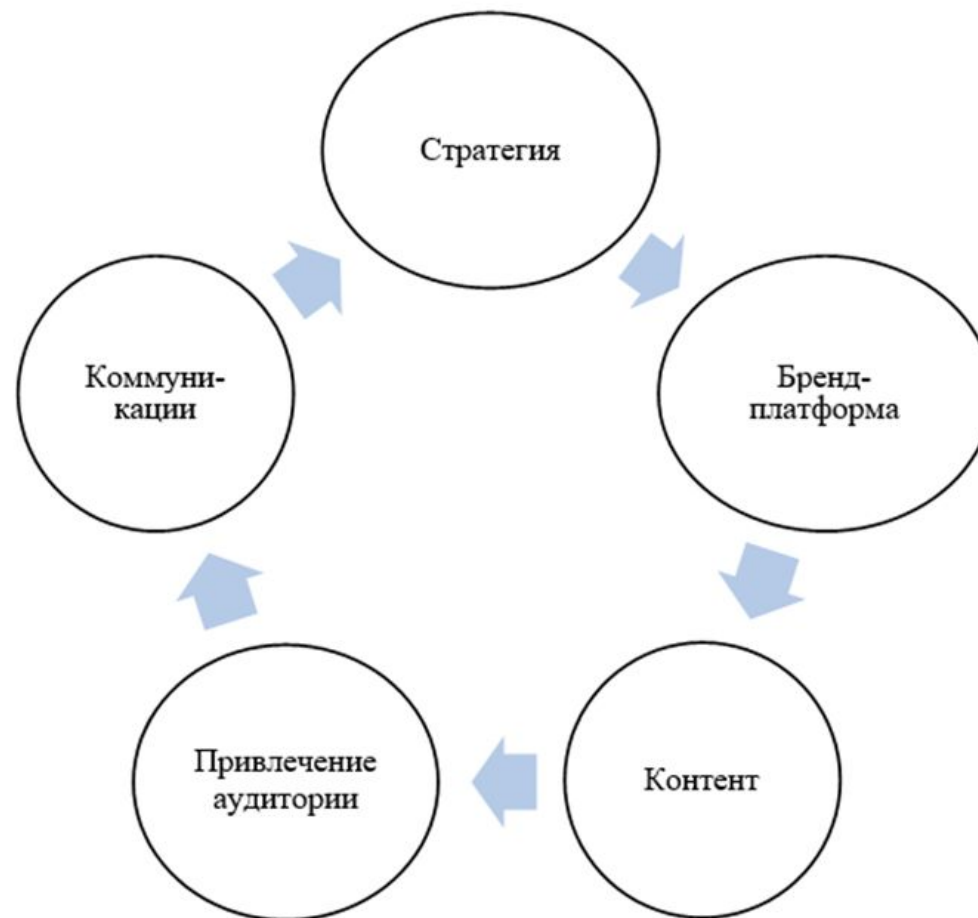 Стратегия
Бренд-
платформа
Контент
Привлечение
аудитории
Коммуни-
кации